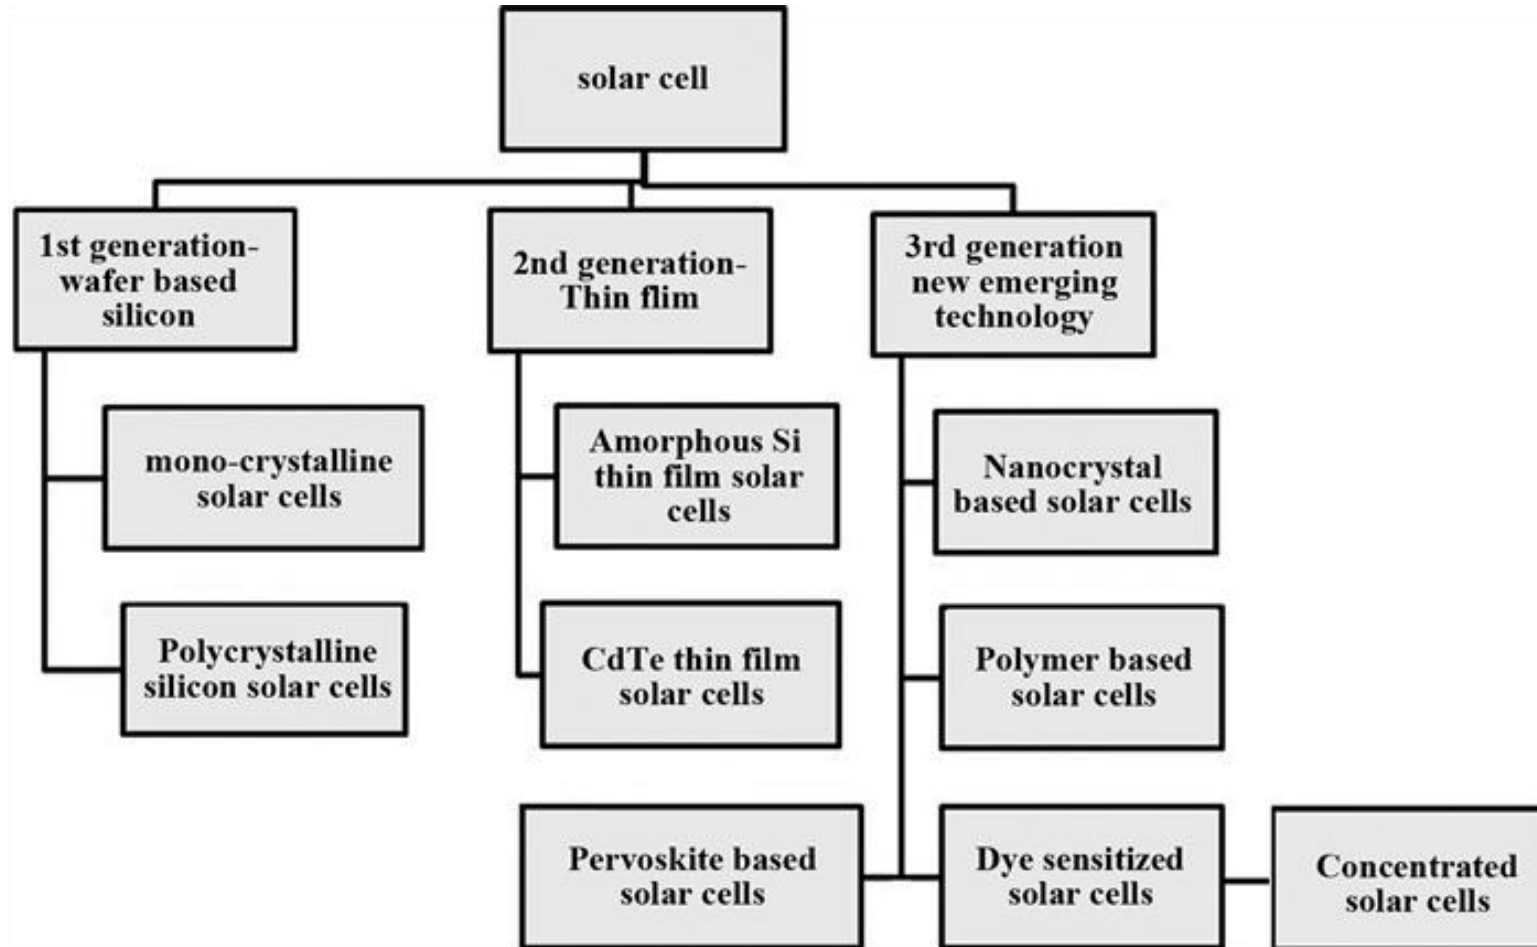 solar cell
1st generation-
wafer based
silicon
2nd generation-
Thin flim
3rd generation
new emerging
technology
mono-crystalline
solar cells
Amorphous Si
thin film solar
cells
Nanocrystal
based solar cells
Polycrystalline
silicon solar cells
CdTe thin film
solar cells
Polymer based
solar cells
Pervoskite based
solar cells
Dye sensitized
solar cells
Concentrated
solar cells